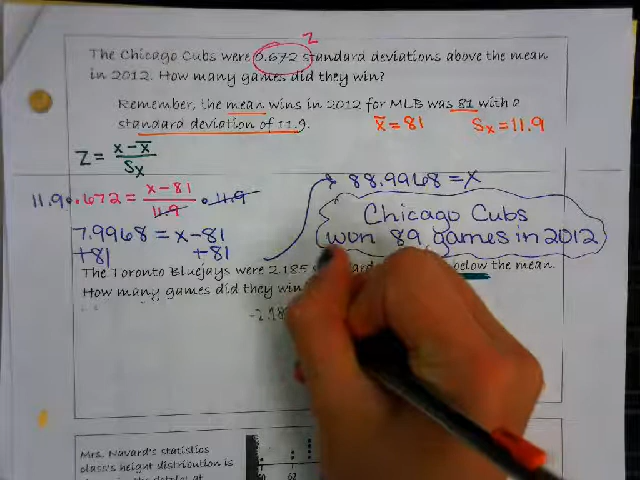 z
The Chicago Cubs were 0.672 standard deviations above the mean
in 2012. How many games did they win?
Remember, the mean wins in 2012 for MLB was 81 with a
standard deviation of 11.9.
x̄ = 81 Sx = 11.9
Z = x - x̄ / Sx
11.9 • .672 = x - 81 / 11.9 • 11.9
88.9968 = x
7.9968 = x - 81
+81 +81
Chicago Cubs
won 89 games in 2012
The Toronto Bluejays were 2.185 below the mean.
How many games did they win
Mrs. Navard's statistics
class's height distribution is
62